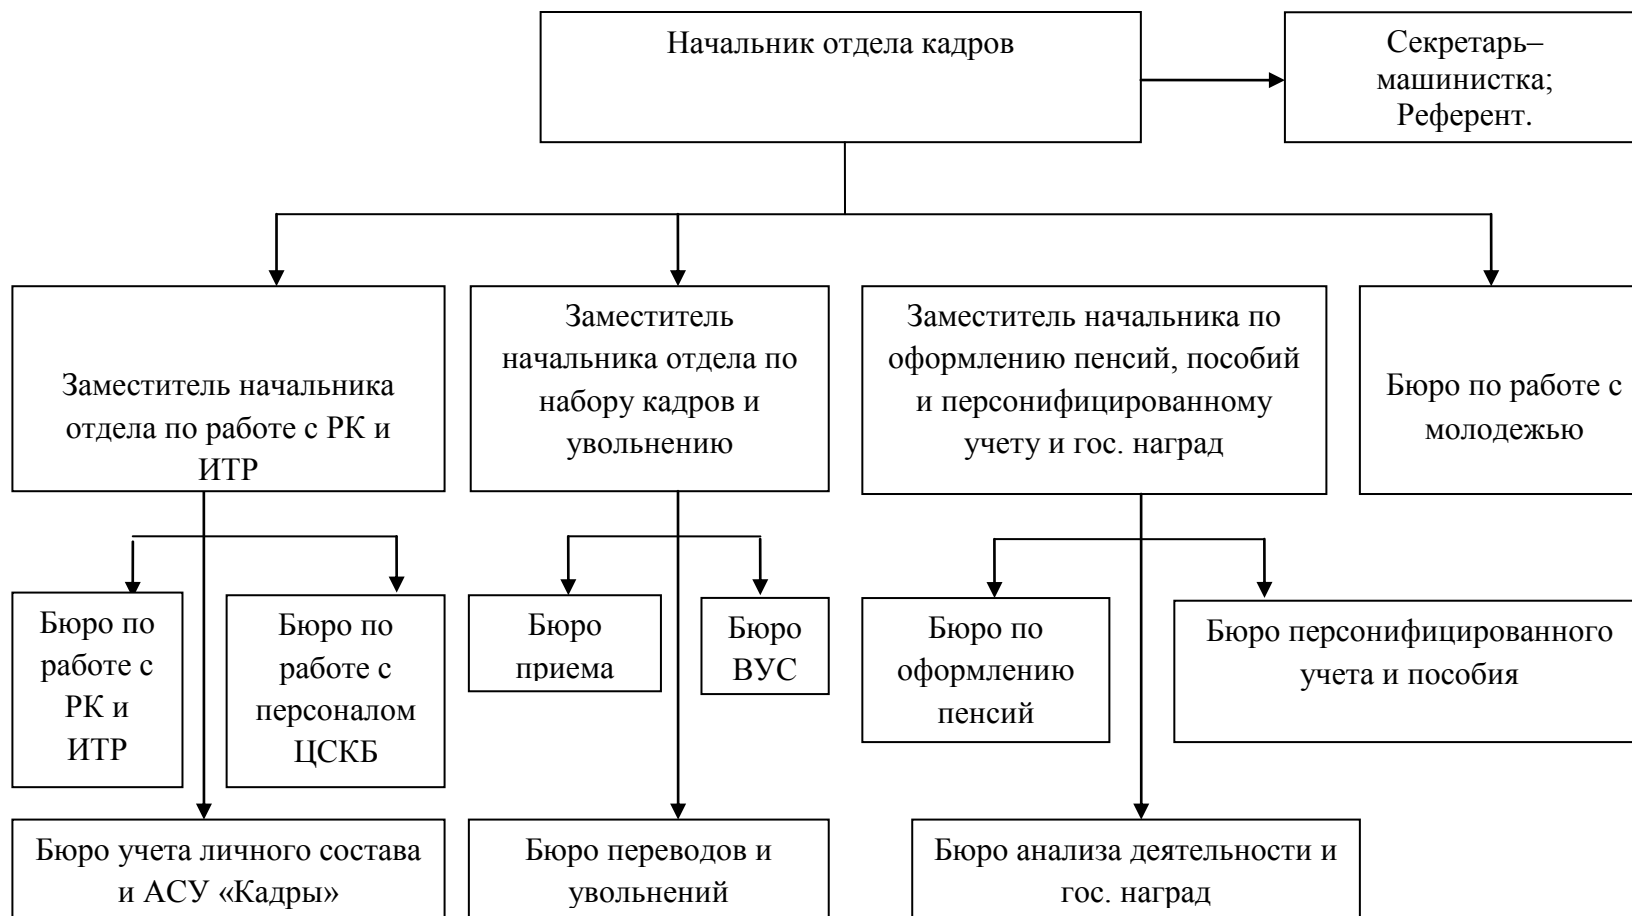 Начальник отдела кадров
Секретарь–
машинистка;
Референт.
Заместитель начальника
отдела по работе с РК и
ИТР
Заместитель
начальника отдела по
набору кадров и
увольнению
Заместитель начальника по
оформлению пенсий, пособий
и персонифицированному
учету и гос. наград
Бюро по работе с
молодежью
Бюро по
работе с
РК и
ИТР
Бюро по
работе с
персоналом
ЦСКБ
Бюро
приема
Бюро
ВУС
Бюро по
оформлению
пенсий
Бюро персонифицированного
учета и пособия
Бюро учета личного состава
и АСУ «Кадры»
Бюро переводов и
увольнений
Бюро анализа деятельности и
гос. наград